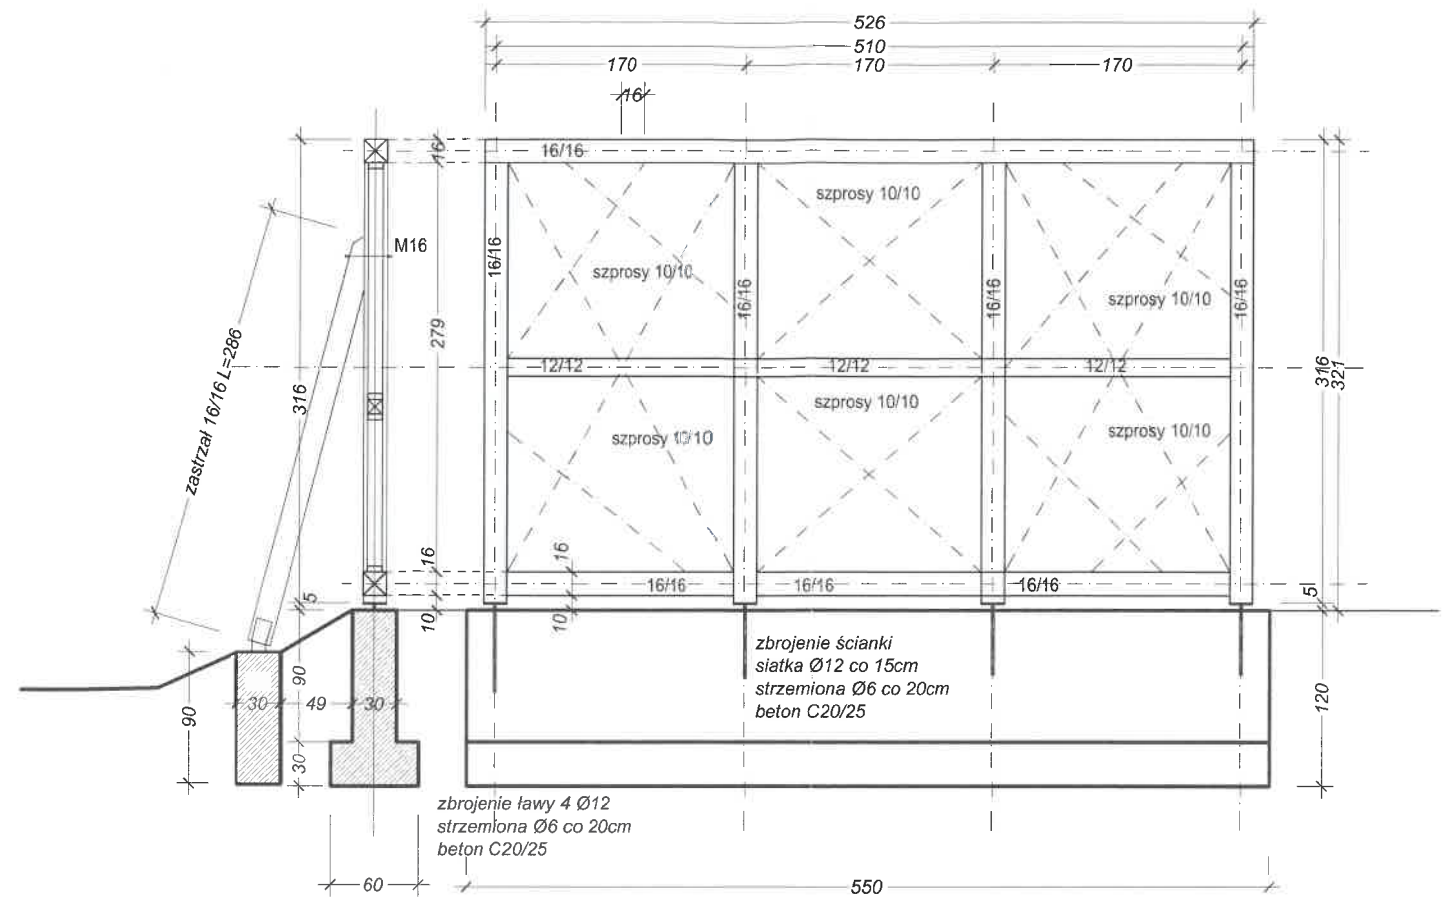 526
510
170
170
170
16
16
16/16
szprosy 10/10
M16
16/16
szprosy 10/10
16/16
16/16
szprosy 10/10
16/16
279
zastrzał 16/16 L=286
316
12/12
12/12
12/12
316
321
szprosy 10/10
szprosy 10/10
szprosy 10/10
16
16
16/16
16/16
16/16
5
10
10
5
zbrojenie ścianki
siatka Ø12 co 15cm
strzemiona Ø6 co 20cm
beton C20/25
90
30
49
30
90
120
30
zbrojenie ławy 4 Ø12
strzemiona Ø6 co 20cm
beton C20/25
60
550